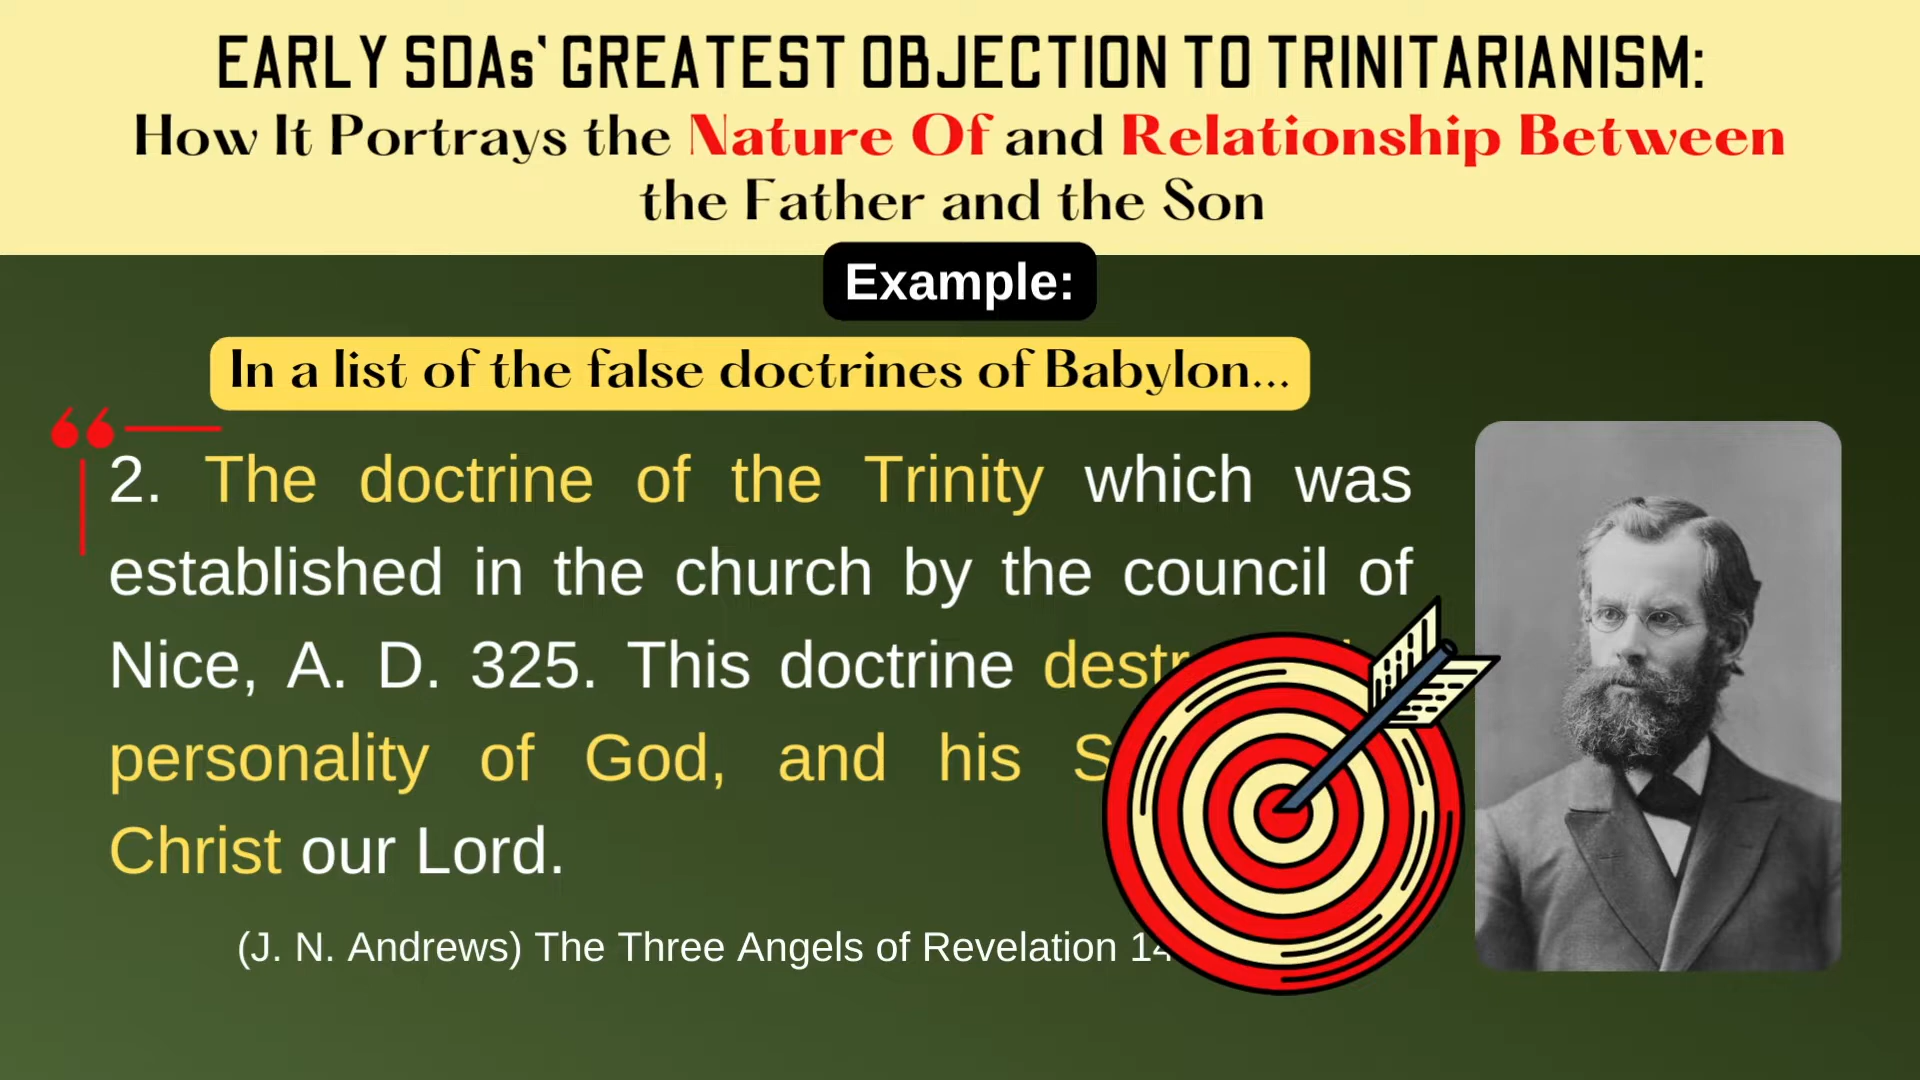 EARLY SDAs' GREATEST OBJECTION TO TRINITARIANISM:
How It Portrays the Nature Of and Relationship Between
the Father and the Son
Example:
In a list of the false doctrines of Babylon...
2. The doctrine of the Trinity which was
established in the church by the council of
Nice, A. D. 325. This doctrine
personality of God, and his
Christ our Lord.
(J. N. Andrews) The Three Angels of Revelation 14